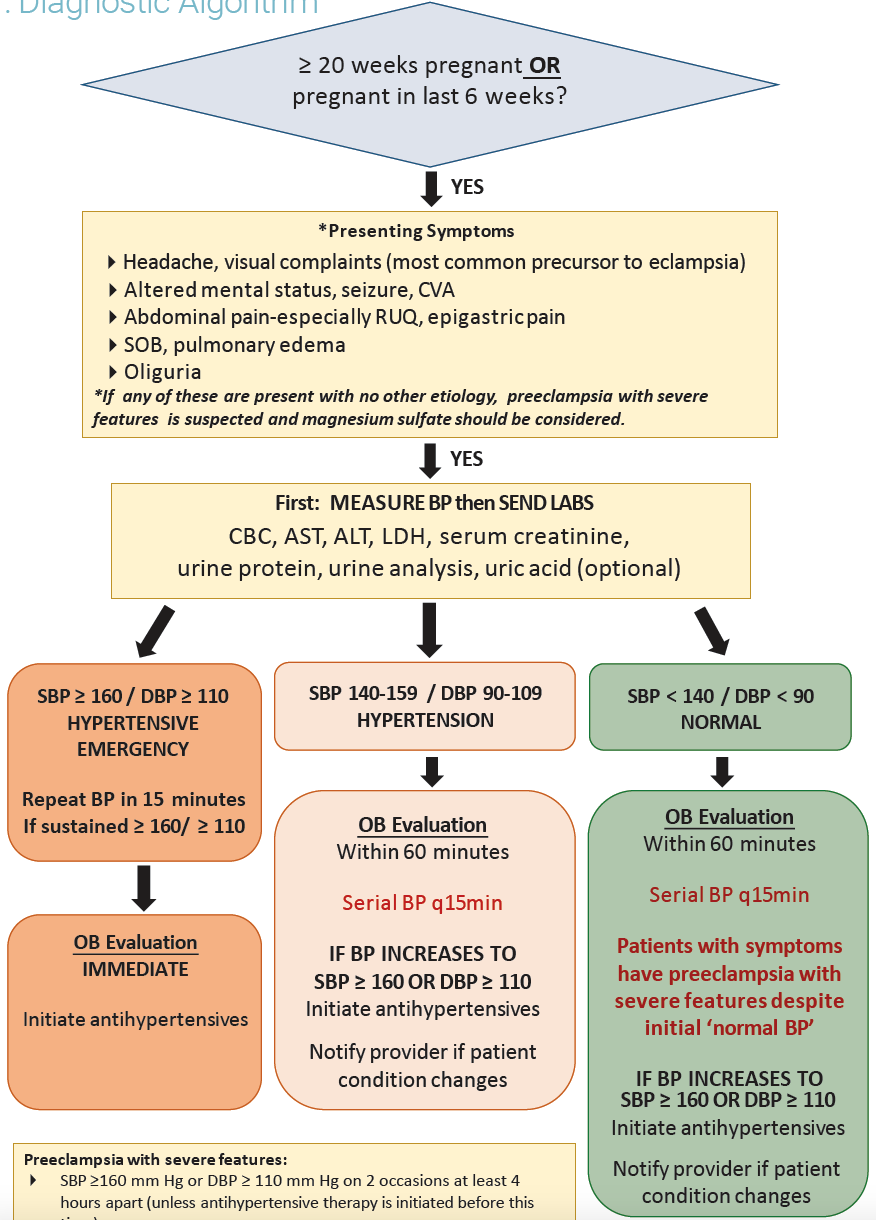 : Diagnostic Algorithm
≥ 20 weeks pregnant OR
pregnant in last 6 weeks?
YES
*Presenting Symptoms
Headache, visual complaints (most common precursor to eclampsia)
Altered mental status, seizure, CVA
Abdominal pain-especially RUQ, epigastric pain
SOB, pulmonary edema
Oliguria
*If any of these are present with no other etiology, preeclampsia with severe
features is suspected and magnesium sulfate should be considered.
YES
First: MEASURE BP then SEND LABS
CBC, AST, ALT, LDH, serum creatinine,
urine protein, urine analysis, uric acid (optional)
SBP ≥ 160 / DBP ≥ 110
HYPERTENSIVE
EMERGENCY
Repeat BP in 15 minutes
If sustained ≥ 160/ ≥ 110
OB Evaluation
IMMEDIATE
Initiate antihypertensives
SBP 140-159 / DBP 90-109
HYPERTENSION
OB Evaluation
Within 60 minutes
Serial BP q15min
IF BP INCREASES TO
SBP ≥ 160 OR DBP ≥ 110
Initiate antihypertensives
Notify provider if patient
condition changes
SBP < 140 / DBP < 90
NORMAL
OB Evaluation
Within 60 minutes
Serial BP q15min
Patients with symptoms
have preeclampsia with
severe features despite
initial ‘normal BP’
IF BP INCREASES TO
SBP ≥ 160 OR DBP ≥ 110
Initiate antihypertensives
Notify provider if patient
condition changes
Preeclampsia with severe features:
SBP ≥160 mm Hg or DBP ≥ 110 mm Hg on 2 occasions at least 4
hours apart (unless antihypertensive therapy is initiated before this